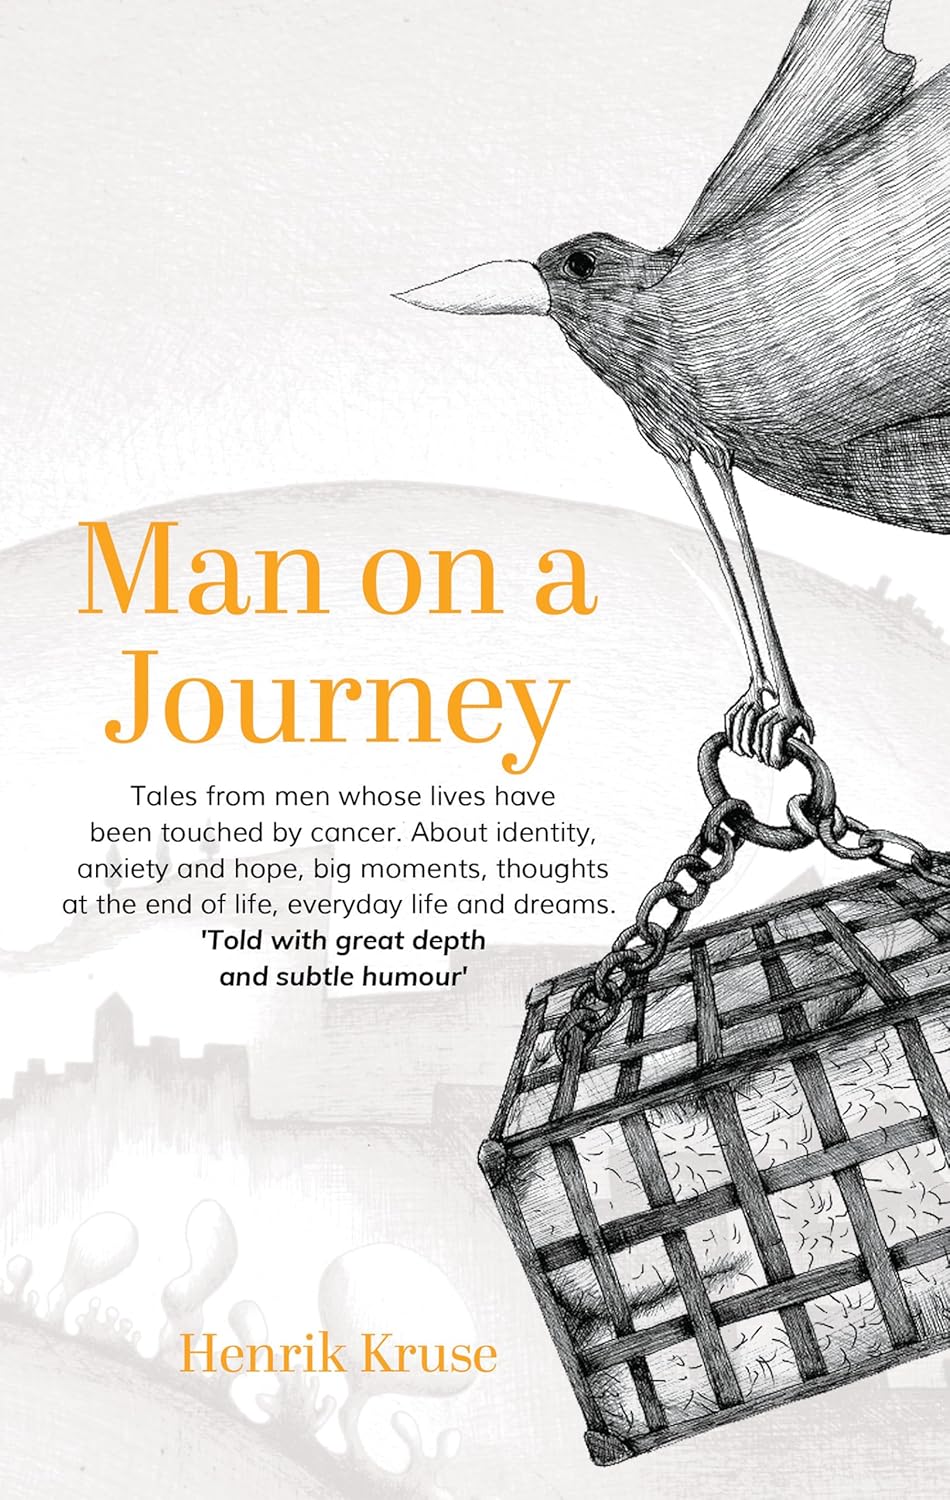 Man on a
Journey
Tales from men whose lives have
been touched by cancer. About identity,
anxiety and hope, big moments, thoughts
at the end of life, everyday life and dreams.
'Told with great depth
and subtle humour'
Henrik Kruse